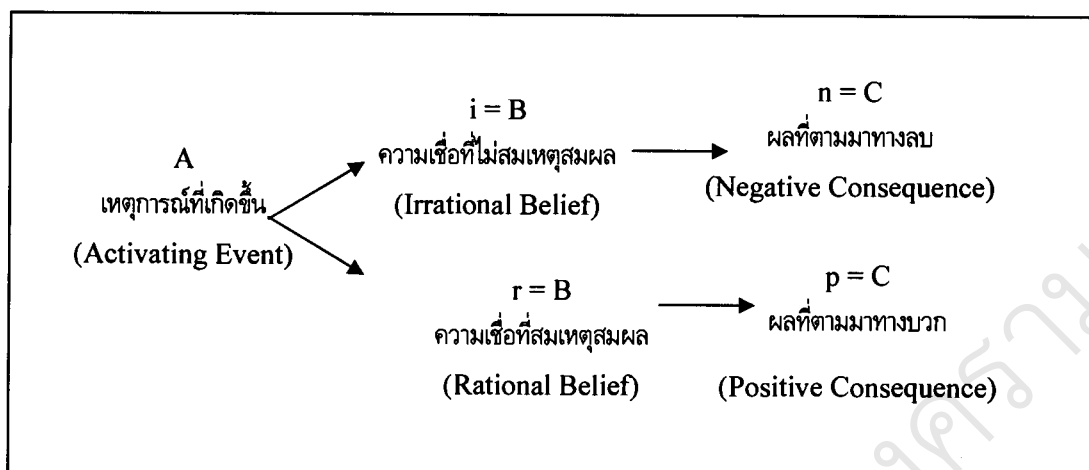 A
เหตุการณ์ที่เกิดขึ้น
(Activating Event)
i = B
ความเชื่อที่ไม่สมเหตุสมผล
(Irrational Belief)
n = C
ผลที่ตามมาทางลบ
(Negative Consequence)
r = B
ความเชื่อที่สมเหตุสมผล
(Rational Belief)
p = C
ผลที่ตามมาทางบวก
(Positive Consequence)